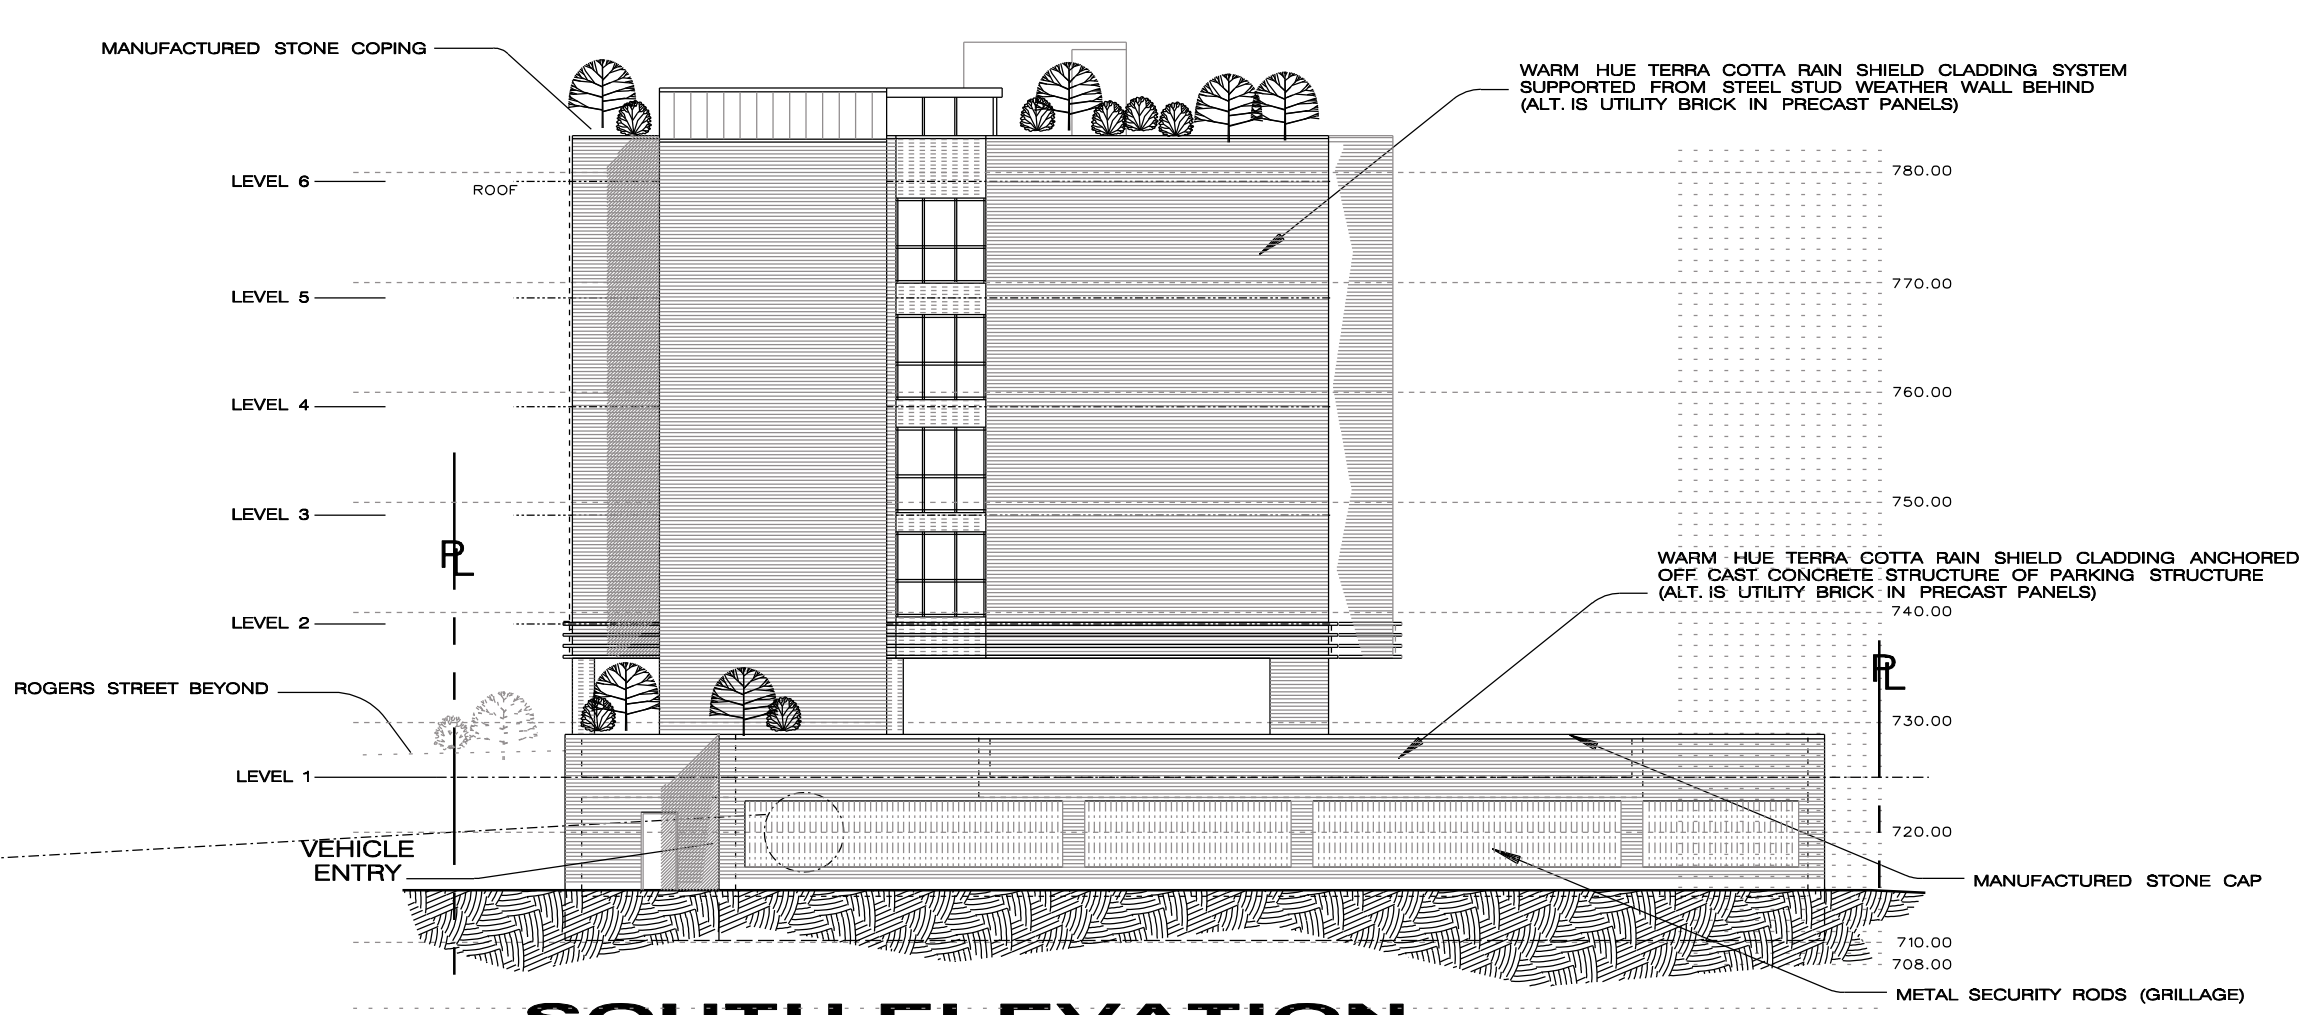 MANUFACTURED STONE COPING
WARM HUE TERRA COTTA RAIN SHIELD CLADDING SYSTEM
SUPPORTED FROM STEEL STUD WEATHER WALL BEHIND
(ALT. IS UTILITY BRICK IN PRECAST PANELS)
LEVEL 6
ROOF
780.00
LEVEL 5
770.00
LEVEL 4
760.00
LEVEL 3
750.00
PL
WARM HUE TERRA COTTA RAIN SHIELD CLADDING ANCHORED
OFF CAST CONCRETE STRUCTURE OF PARKING STRUCTURE
(ALT. IS UTILITY BRICK IN PRECAST PANELS)
740.00
LEVEL 2
PL
ROGERS STREET BEYOND
730.00
LEVEL 1
720.00
VEHICLE
ENTRY
MANUFACTURED STONE CAP
710.00
708.00
METAL SECURITY RODS (GRILLAGE)
SOUTH ELEVATION